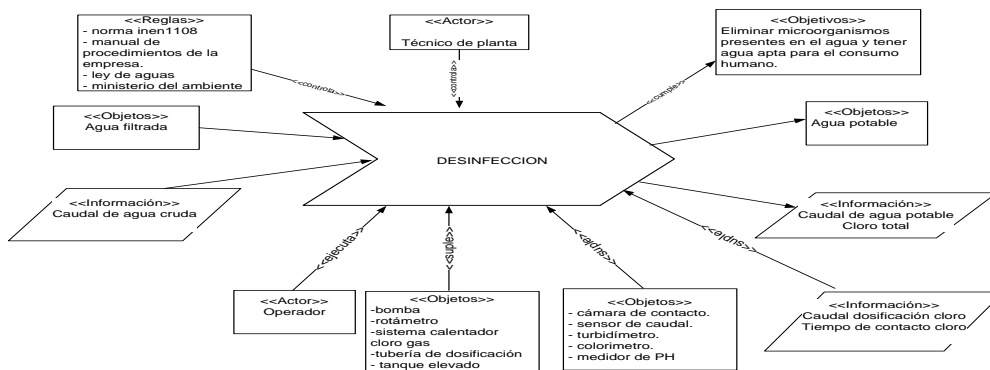 <<Reglas>>
- norma inen1108
- manual de
procedimientos de la
empresa.
- ley de aguas
- ministerio del ambiente
<<Actor>>
Técnico de planta
<<Objetivos>>
Eliminar microorganismos
presentes en el agua y tener
agua apta para el consumo
humano.
<<controla>>
<<controla>>
<<cumple>>
<<Objetos>>
Agua filtrada
<<Objetos>>
Agua potable
DESINFECCION
<<Información>>
Caudal de agua cruda
<<Información>>
Caudal de agua potable
Cloro total
<<ejecuta>>
<<suple>>
<<suple>>
<<suple>>
<<Actor>>
Operador
<<Objetos>>
-bomba
-rotámetro
-sistema calentador
cloro gas
-tubería de dosificación
- tanque elevado
<<Objetos>>
- cámara de contacto.
- sensor de caudal.
- turbidímetro.
- colorimetro.
- medidor de PH
<<Información>>
Caudal dosificación cloro
Tiempo de contacto cloro